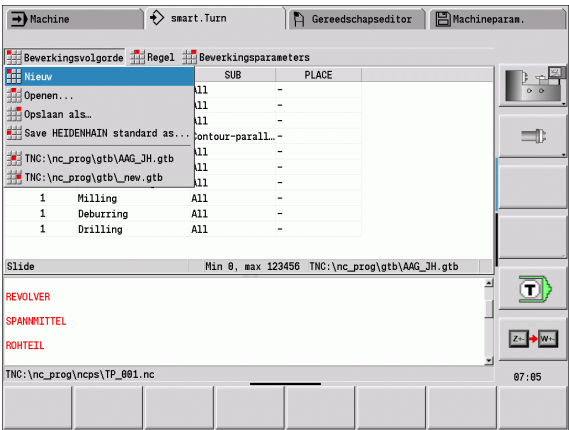 Machine
smart.Turn
Gereedschapseditor
Machineparam.
Bewerkingsvolgorde
Regel
Bewerkingsparameters
SUB PLACE
Nieuw
All -
Openen...
All -
Opslaan als...
All -
Save HEIDENHAIN standard as...
Contour-parall... -
TNC:\nc_prog\gtb\AAG_JH.gtb
All -
All -
TNC:\nc_prog\gtb\_new.gtb
All -
1 Milling All -
1 Deburring All -
1 Drilling All -
Slide Min 0, max 123456 TNC:\nc_prog\gtb\AAG_JH.gtb
REVOLVER
T
SPANNMITTEL
ROHTEIL
Z+- W+-
TNC:\nc_prog\ncps\TP_001.nc
07:05